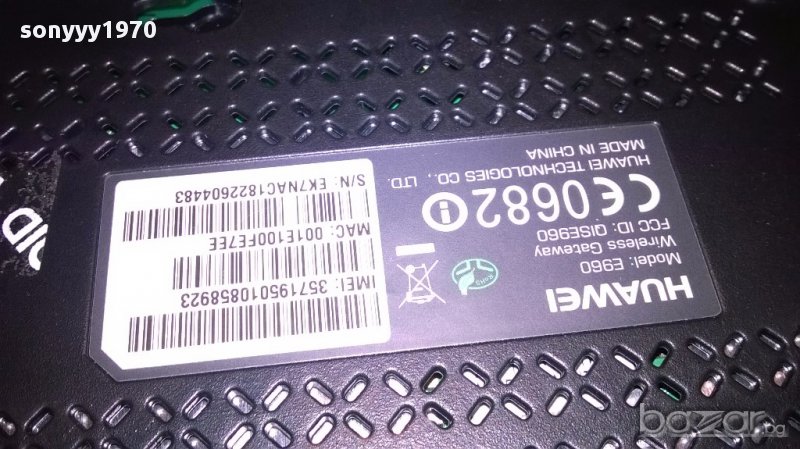 sonyyy1970
HUAWEI
Model: E960
Wireless Gateway
FCC ID: QISE960
CE0682
HUAWEI TECHNOLOGIES CO., LTD.
MADE IN CHINA
RoHS
IMEI: 357195010858923
MAC: 001E100FE7EE
S/N: EK7NAC1822604483
bazar.bg